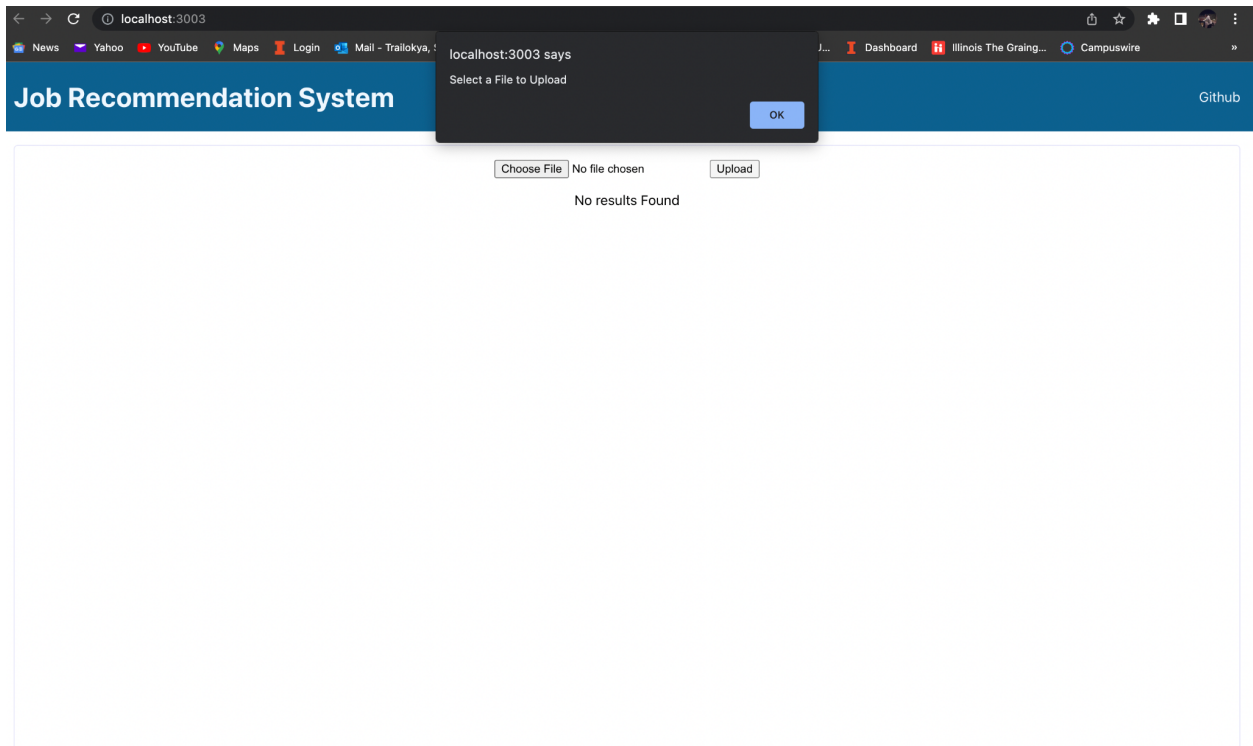 localhost:3003
News Yahoo YouTube Maps Login Mail - Trailokya, Dashboard Illinois The Graing... Campuswire »
localhost:3003 says
Select a File to Upload
OK
Job Recommendation System
Github
Choose File No file chosen Upload
No results Found